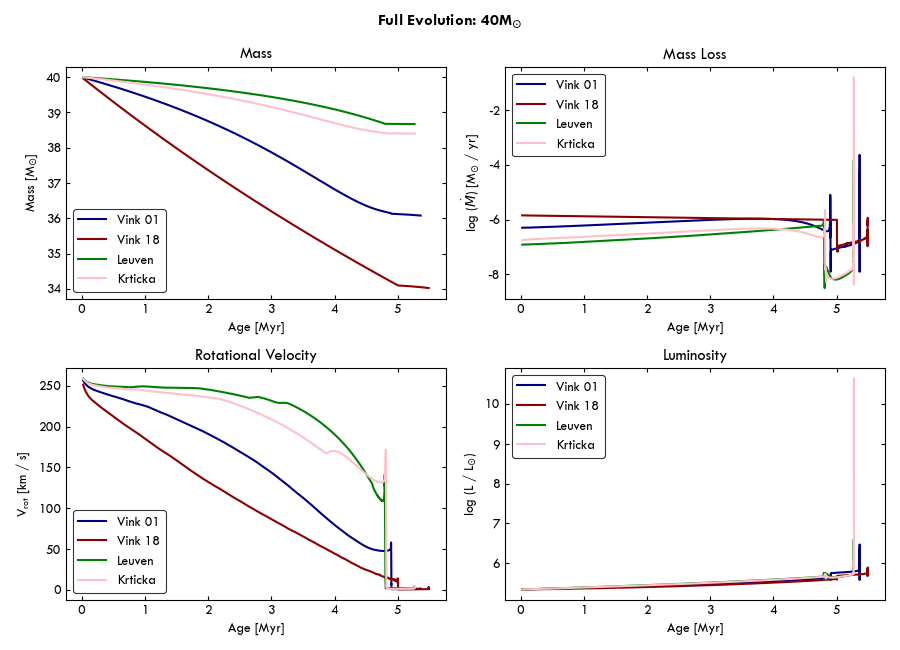 Full Evolution: 40M⊙
Mass
40
39
38
37
36
35
34
Mass [M⊙]
Vink 01
Vink 18
Leuven
Krticka
0 1 2 3 4 5
Age [Myr]
Mass Loss
-2
-4
-6
-8
log (Ṁ) [M⊙ / yr]
Vink 01
Vink 18
Leuven
Krticka
0 1 2 3 4 5
Age [Myr]
Rotational Velocity
250
200
150
100
50
0
Vrot [km / s]
Vink 01
Vink 18
Leuven
Krticka
0 1 2 3 4 5
Age [Myr]
Luminosity
10
9
8
7
6
log (L / L⊙)
Vink 01
Vink 18
Leuven
Krticka
0 1 2 3 4 5
Age [Myr]